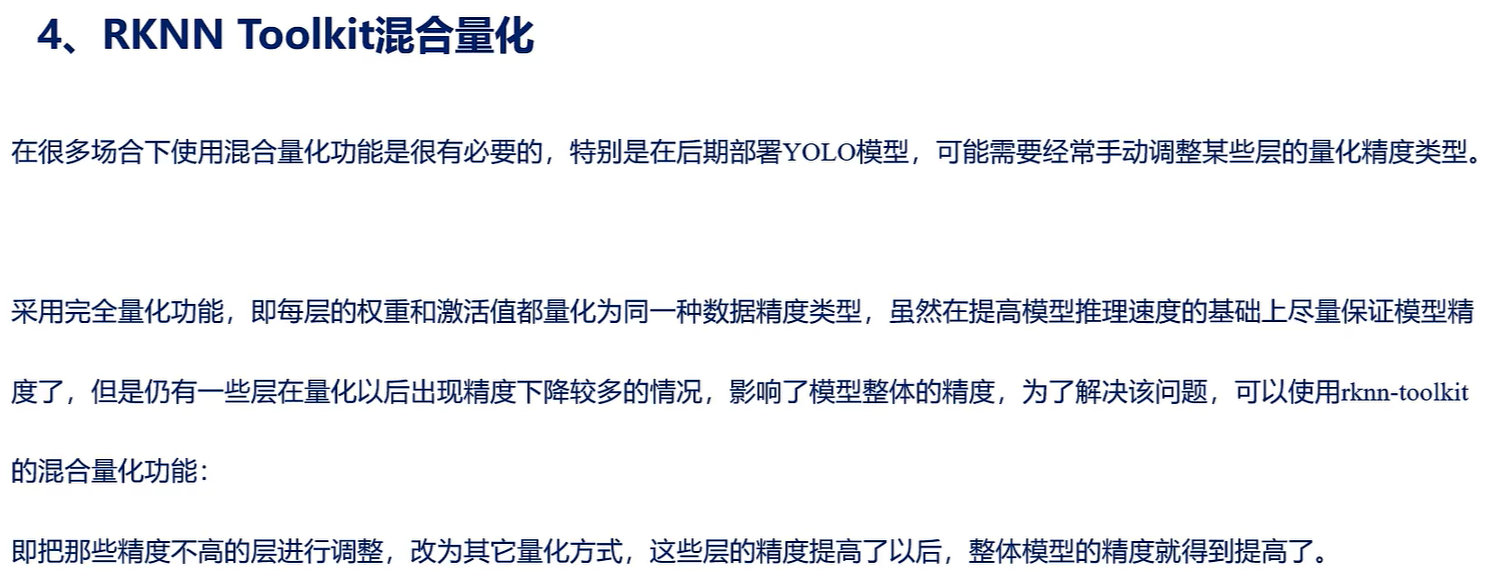 4、RKNN Toolkit混合量化
在很多场合下使用混合量化功能是很有必要的，特别是在后期部署YOLO模型，可能需要经常手动调整某些层的量化精度类型。
采用完全量化功能，即每层的权重和激活值都量化为同一种数据精度类型，虽然在提高模型推理速度的基础上尽量保证模型精
度了，但是仍有一些层在量化以后出现精度下降较多的情况，影响了模型整体的精度，为了解决该问题，可以使用rknn-toolkit
的混合量化功能：
即把那些精度不高的层进行调整，改为其它量化方式，这些层的精度提高了以后，整体模型的精度就得到提高了。